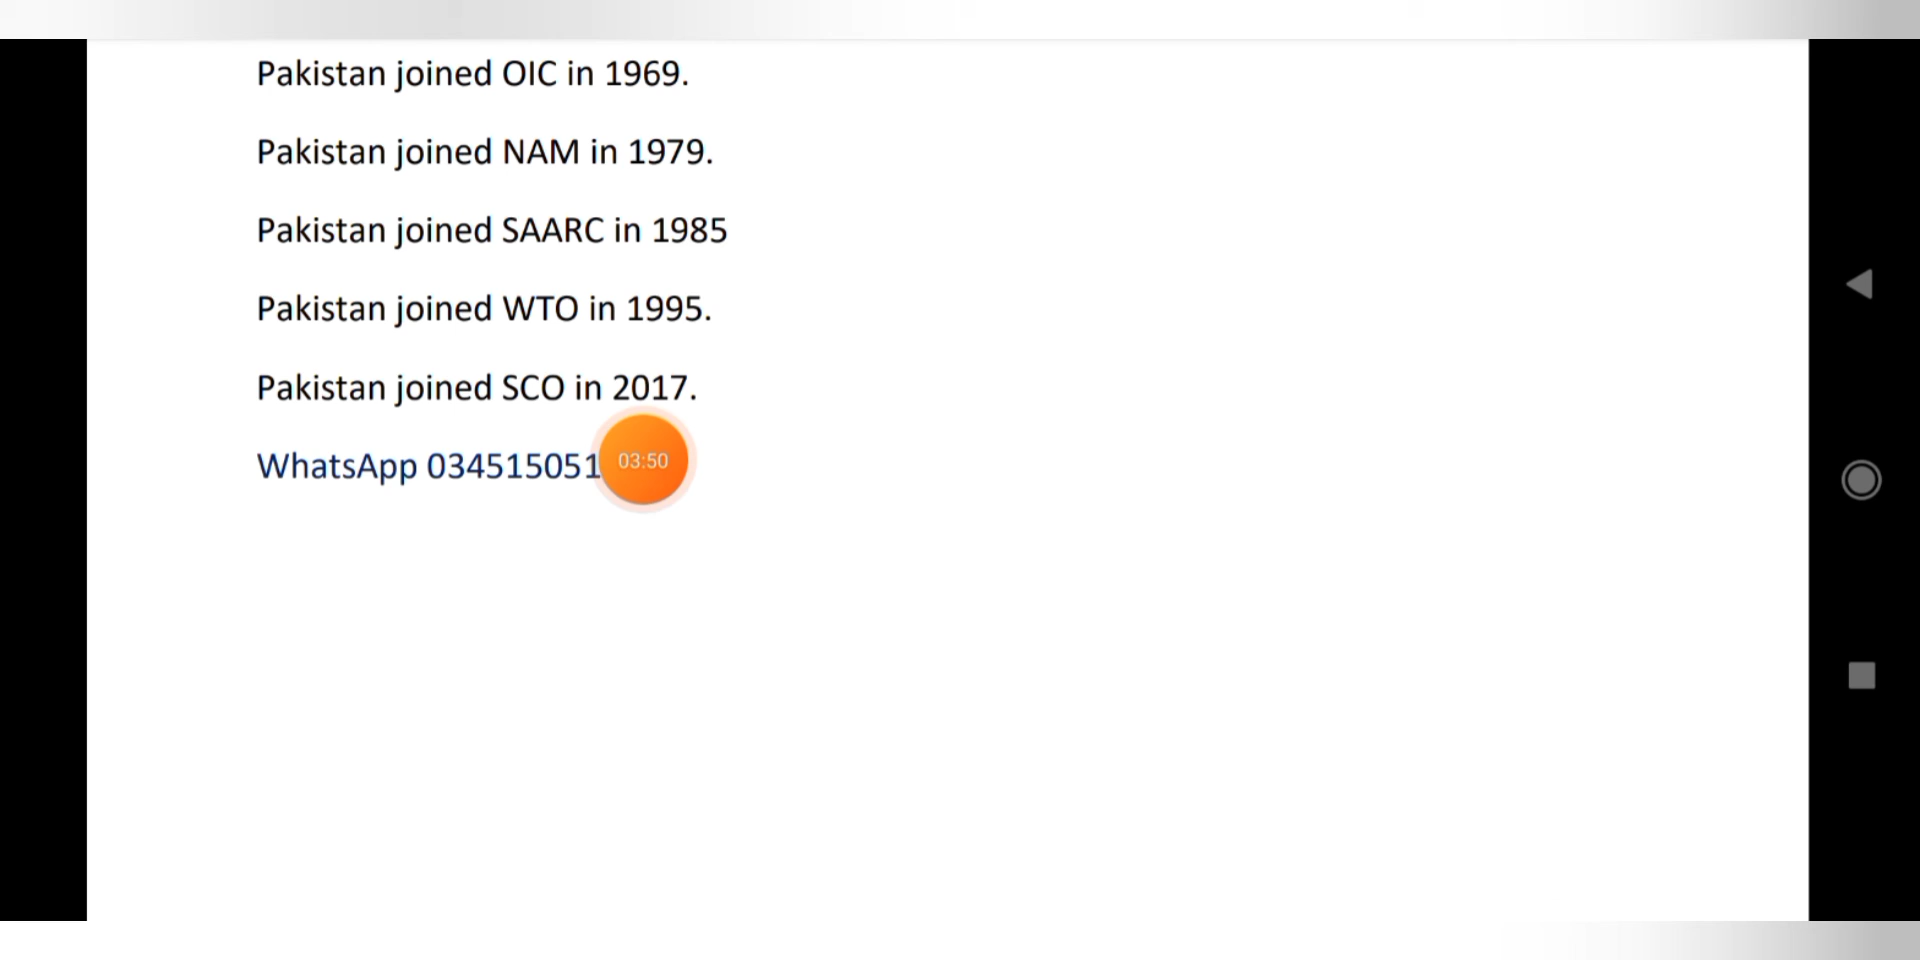 Pakistan joined OIC in 1969.
Pakistan joined NAM in 1979.
Pakistan joined SAARC in 1985
Pakistan joined WTO in 1995.
Pakistan joined SCO in 2017.
WhatsApp 034515051
03:50